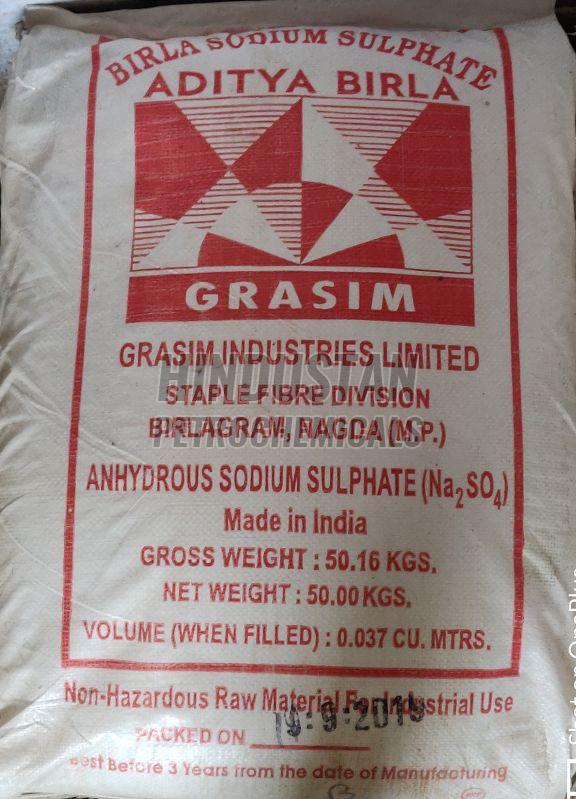 BIRLA SODIUM SULPHATE
ADITYA BIRLA
GRASIM
GRASIM INDUSTRIES LIMITED
HINDUSTAN
STAPLE FIBRE DIVISION
PETROCHEMICALS
BIRLAGRAM, NAGDA (M.P.)
ANHYDROUS SODIUM SULPHATE (Na₂SO₄)
Made in India
GROSS WEIGHT : 50.16 KGS.
NET WEIGHT : 50.00 KGS.
VOLUME (WHEN FILLED) : 0.037 CU. MTRS.
Non-Hazardous Raw Material For Industrial Use
PACKED ON
Best Before 3 Years from the date of Manufacturing